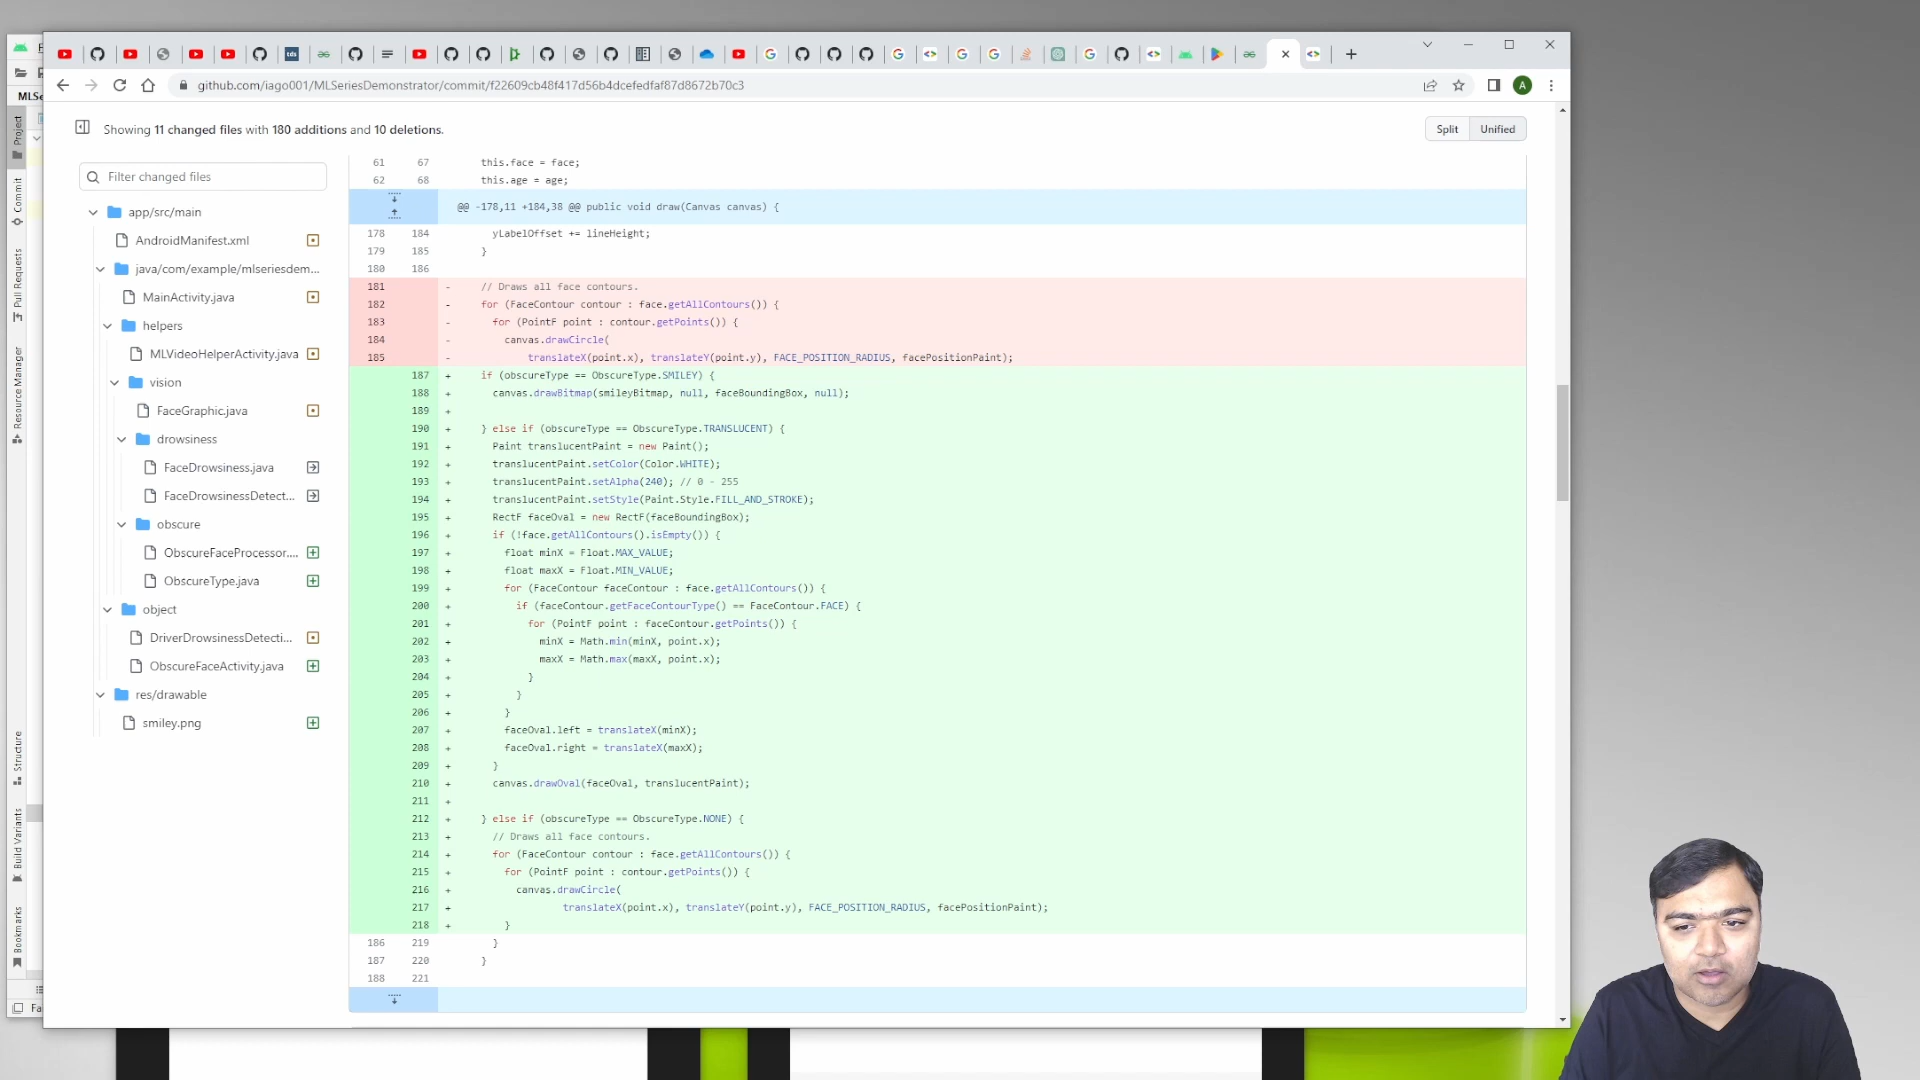 github.com/iago001/MLSeriesDemonstrator/commit/f22609cb48f417d56b4dcefedfaf87d8672b70c3
A
MLSe
Showing 11 changed files with 180 additions and 10 deletions.
Split
Unified
Filter changed files
app/src/main
AndroidManifest.xml
java/com/example/mlseriesdem...
MainActivity.java
helpers
MLVideoHelperActivity.java
vision
FaceGraphic.java
drowsiness
FaceDrowsiness.java
FaceDrowsinessDetect...
obscure
ObscureFaceProcessor....
ObscureType.java
object
DriverDrowsinessDetecti...
ObscureFaceActivity.java
res/drawable
smiley.png
61 67 this.face = face;
62 68 this.age = age;
@@ -178,11 +184,38 @@ public void draw(Canvas canvas) {
178 184 yLabelOffset += lineHeight;
179 185 }
180 186
181 - // Draws all face contours.
182 - for (FaceContour contour : face.getAllContours()) {
183 - for (PointF point : contour.getPoints()) {
184 - canvas.drawCircle(
185 - translateX(point.x), translateY(point.y), FACE_POSITION_RADIUS, facePositionPaint);
187 + if (obscureType == ObscureType.SMILEY) {
188 + canvas.drawBitmap(smileyBitmap, null, faceBoundingBox, null);
189 +
190 + } else if (obscureType == ObscureType.TRANSLUCENT) {
191 + Paint translucentPaint = new Paint();
192 + translucentPaint.setColor(Color.WHITE);
193 + translucentPaint.setAlpha(240); // 0 - 255
194 + translucentPaint.setStyle(Paint.Style.FILL_AND_STROKE);
195 + RectF faceOval = new RectF(faceBoundingBox);
196 + if (!face.getAllContours().isEmpty()) {
197 + float minX = Float.MAX_VALUE;
198 + float maxX = Float.MIN_VALUE;
199 + for (FaceContour faceContour : face.getAllContours()) {
200 + if (faceContour.getFaceContourType() == FaceContour.FACE) {
201 + for (PointF point : faceContour.getPoints()) {
202 + minX = Math.min(minX, point.x);
203 + maxX = Math.max(maxX, point.x);
204 + }
205 + }
206 + }
207 + faceOval.left = translateX(minX);
208 + faceOval.right = translateX(maxX);
209 + }
210 + canvas.drawOval(faceOval, translucentPaint);
211 +
212 + } else if (obscureType == ObscureType.NONE) {
213 + // Draws all face contours.
214 + for (FaceContour contour : face.getAllContours()) {
215 + for (PointF point : contour.getPoints()) {
216 + canvas.drawCircle(
217 + translateX(point.x), translateY(point.y), FACE_POSITION_RADIUS, facePositionPaint);
218 + }
186 219 }
187 220 }
188 221
Project
Commit
Pull Requests
Resource Manager
Structure
Build Variants
Bookmarks
Fa